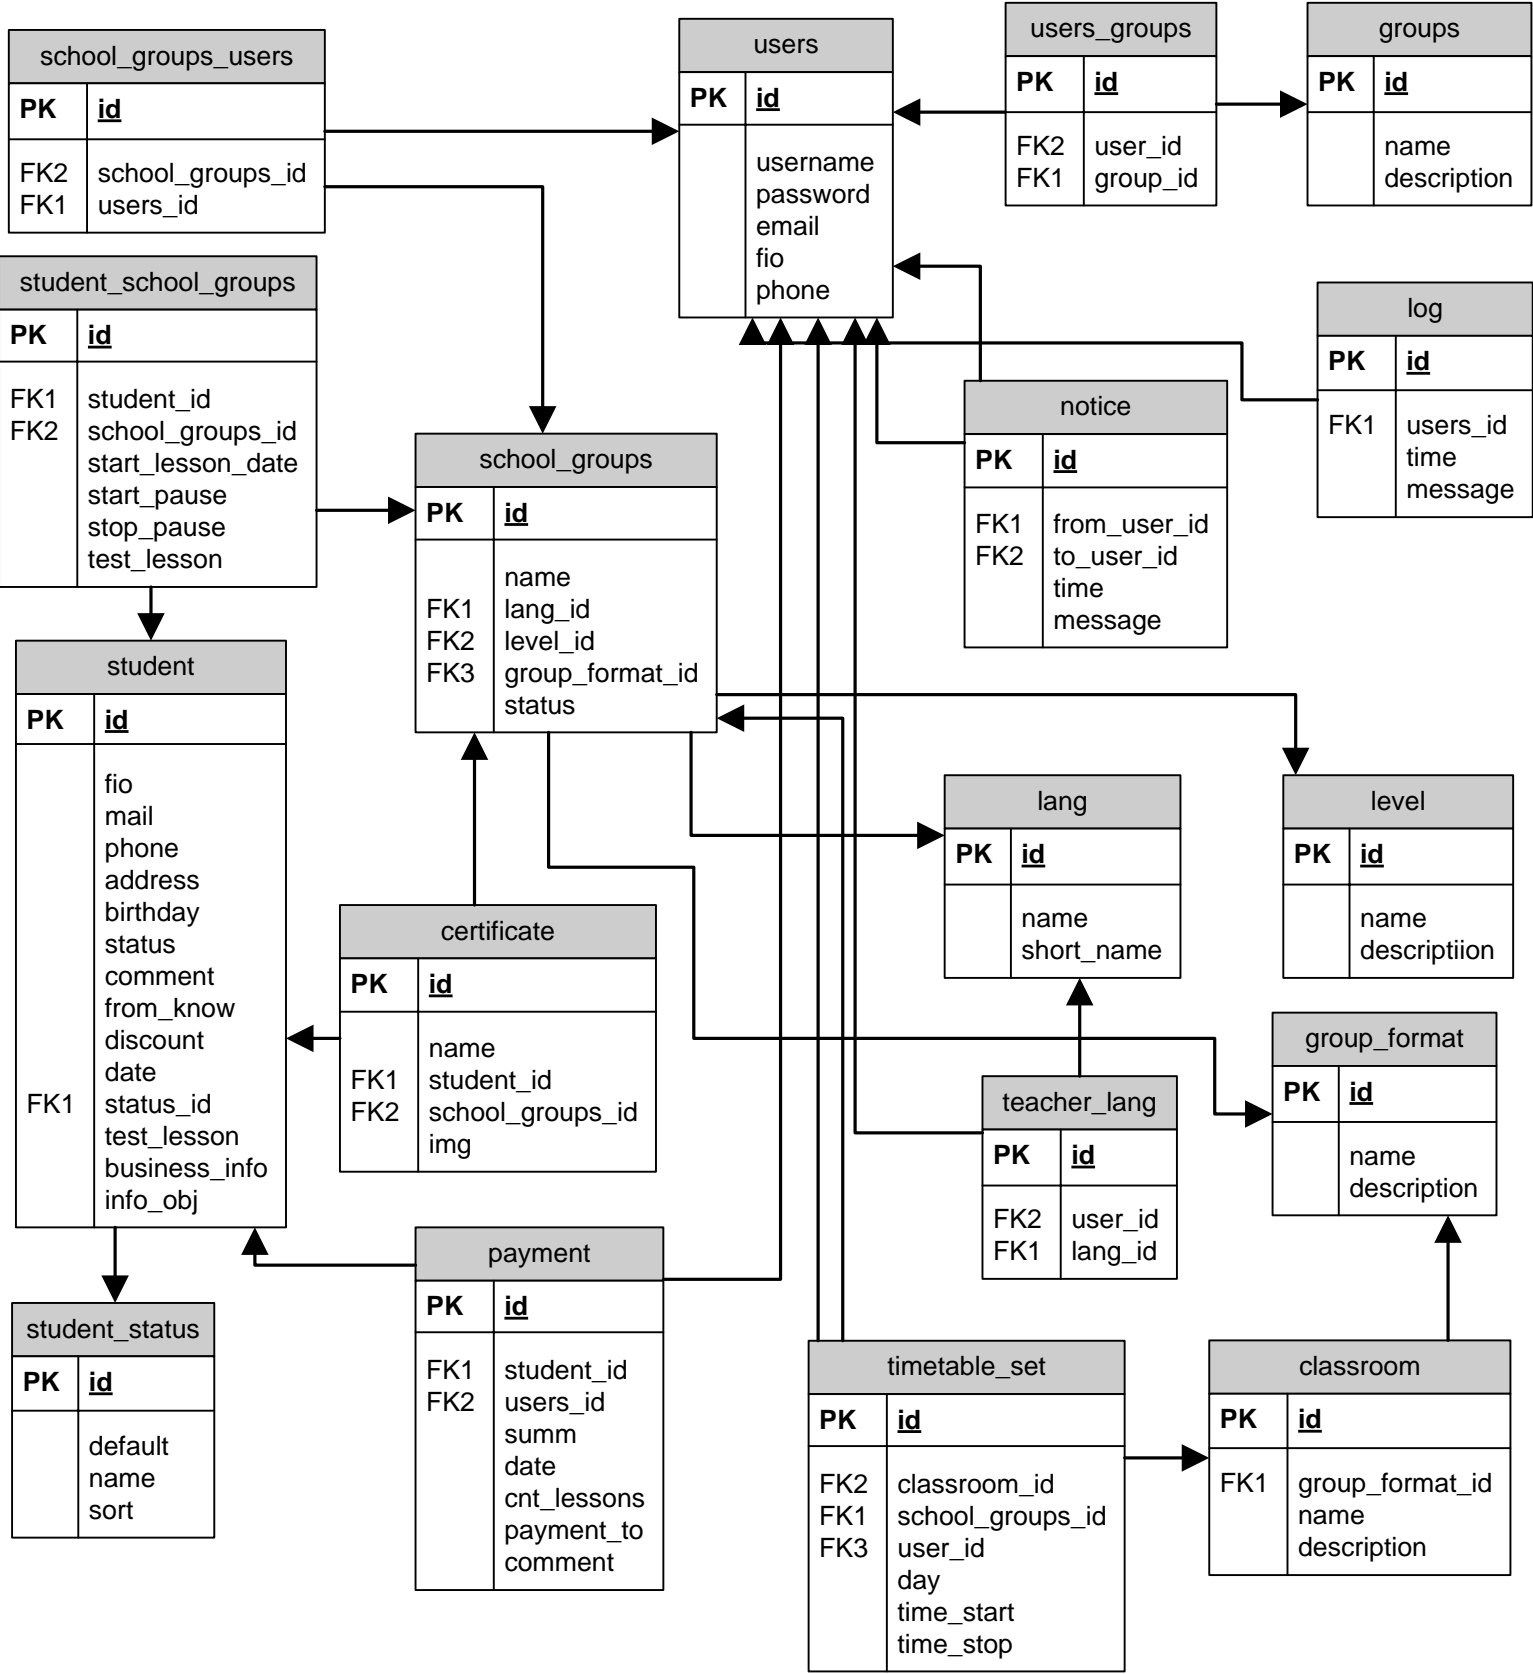 school_groups_users
PK id
FK2 school_groups_id
FK1 users_id
users
PK id
username
password
email
fio
phone
users_groups
PK id
FK2 user_id
FK1 group_id
groups
PK id
name
description
student_school_groups
PK id
FK1 student_id
FK2 school_groups_id
start_lesson_date
start_pause
stop_pause
test_lesson
log
PK id
FK1 users_id
time
message
notice
PK id
FK1 from_user_id
FK2 to_user_id
time
message
school_groups
PK id
name
FK1 lang_id
FK2 level_id
FK3 group_format_id
status
student
PK id
fio
mail
phone
address
birthday
status
comment
from_know
discount
date
FK1 status_id
test_lesson
business_info
info_obj
lang
PK id
name
short_name
level
PK id
name
descriptiion
certificate
PK id
name
FK1 student_id
FK2 school_groups_id
img
group_format
PK id
name
description
teacher_lang
PK id
FK2 user_id
FK1 lang_id
payment
PK id
FK1 student_id
FK2 users_id
summ
date
cnt_lessons
payment_to
comment
student_status
PK id
default
name
sort
timetable_set
PK id
FK2 classroom_id
FK1 school_groups_id
FK3 user_id
day
time_start
time_stop
classroom
PK id
FK1 group_format_id
name
description